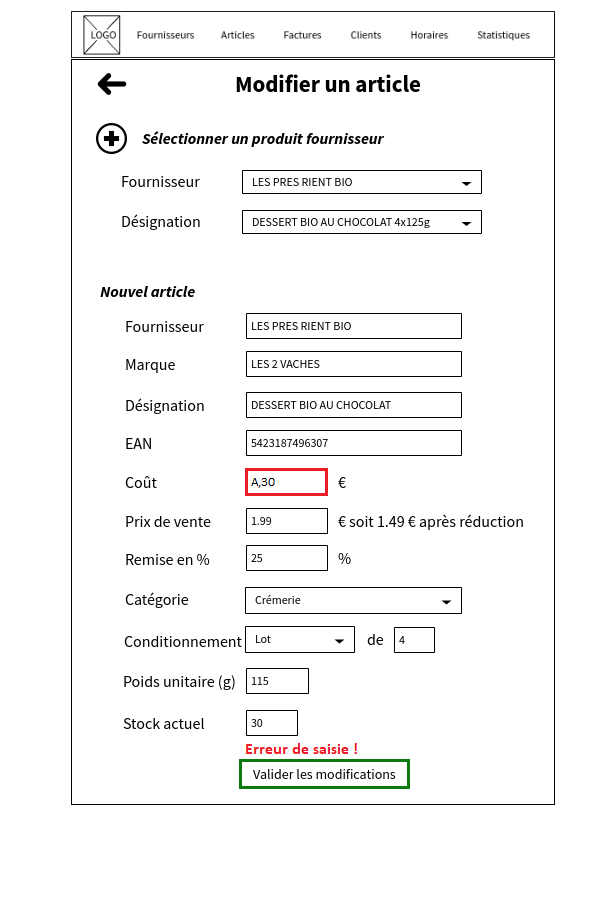 LOGO Fournisseurs Articles Factures Clients Horaires Statistiques
Modifier un article
Sélectionner un produit fournisseur
Fournisseur LES PRES RIENT BIO
Désignation DESSERT BIO AU CHOCOLAT 4x125g
Nouvel article
Fournisseur LES PRES RIENT BIO
Marque LES 2 VACHES
Désignation DESSERT BIO AU CHOCOLAT
EAN 5423187496307
Coût A,30 €
Prix de vente 1.99 € soit 1.49 € après réduction
Remise en % 25 %
Catégorie Crémerie
Conditionnement Lot de 4
Poids unitaire (g) 115
Stock actuel 30
Erreur de saisie !
Valider les modifications